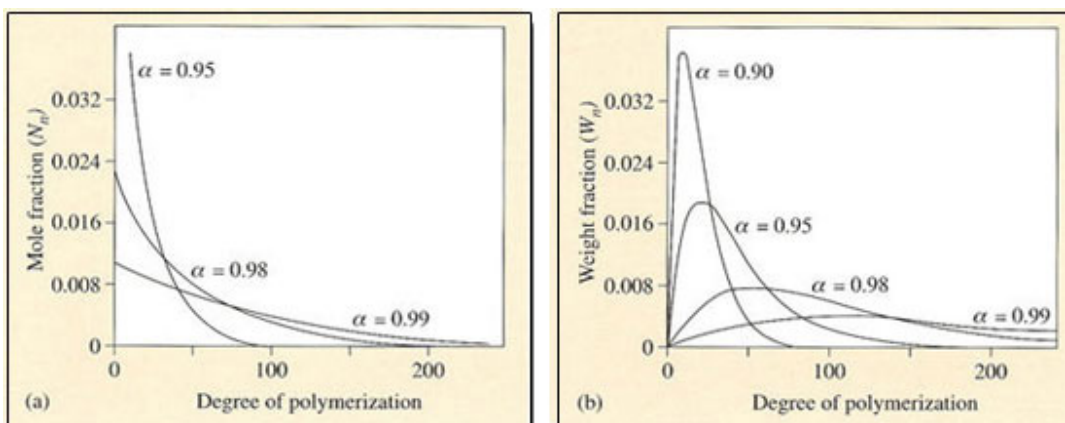 α = 0.95
0.032
0.024
0.016
0.008
0
Mole fraction (Nn)
α = 0.98
α = 0.99
0
100
200
(a)
Degree of polymerization
α = 0.90
0.032
0.024
0.016
0.008
0
Weight fraction (Wn)
α = 0.95
α = 0.98
α = 0.99
0
100
200
(b)
Degree of polymerization